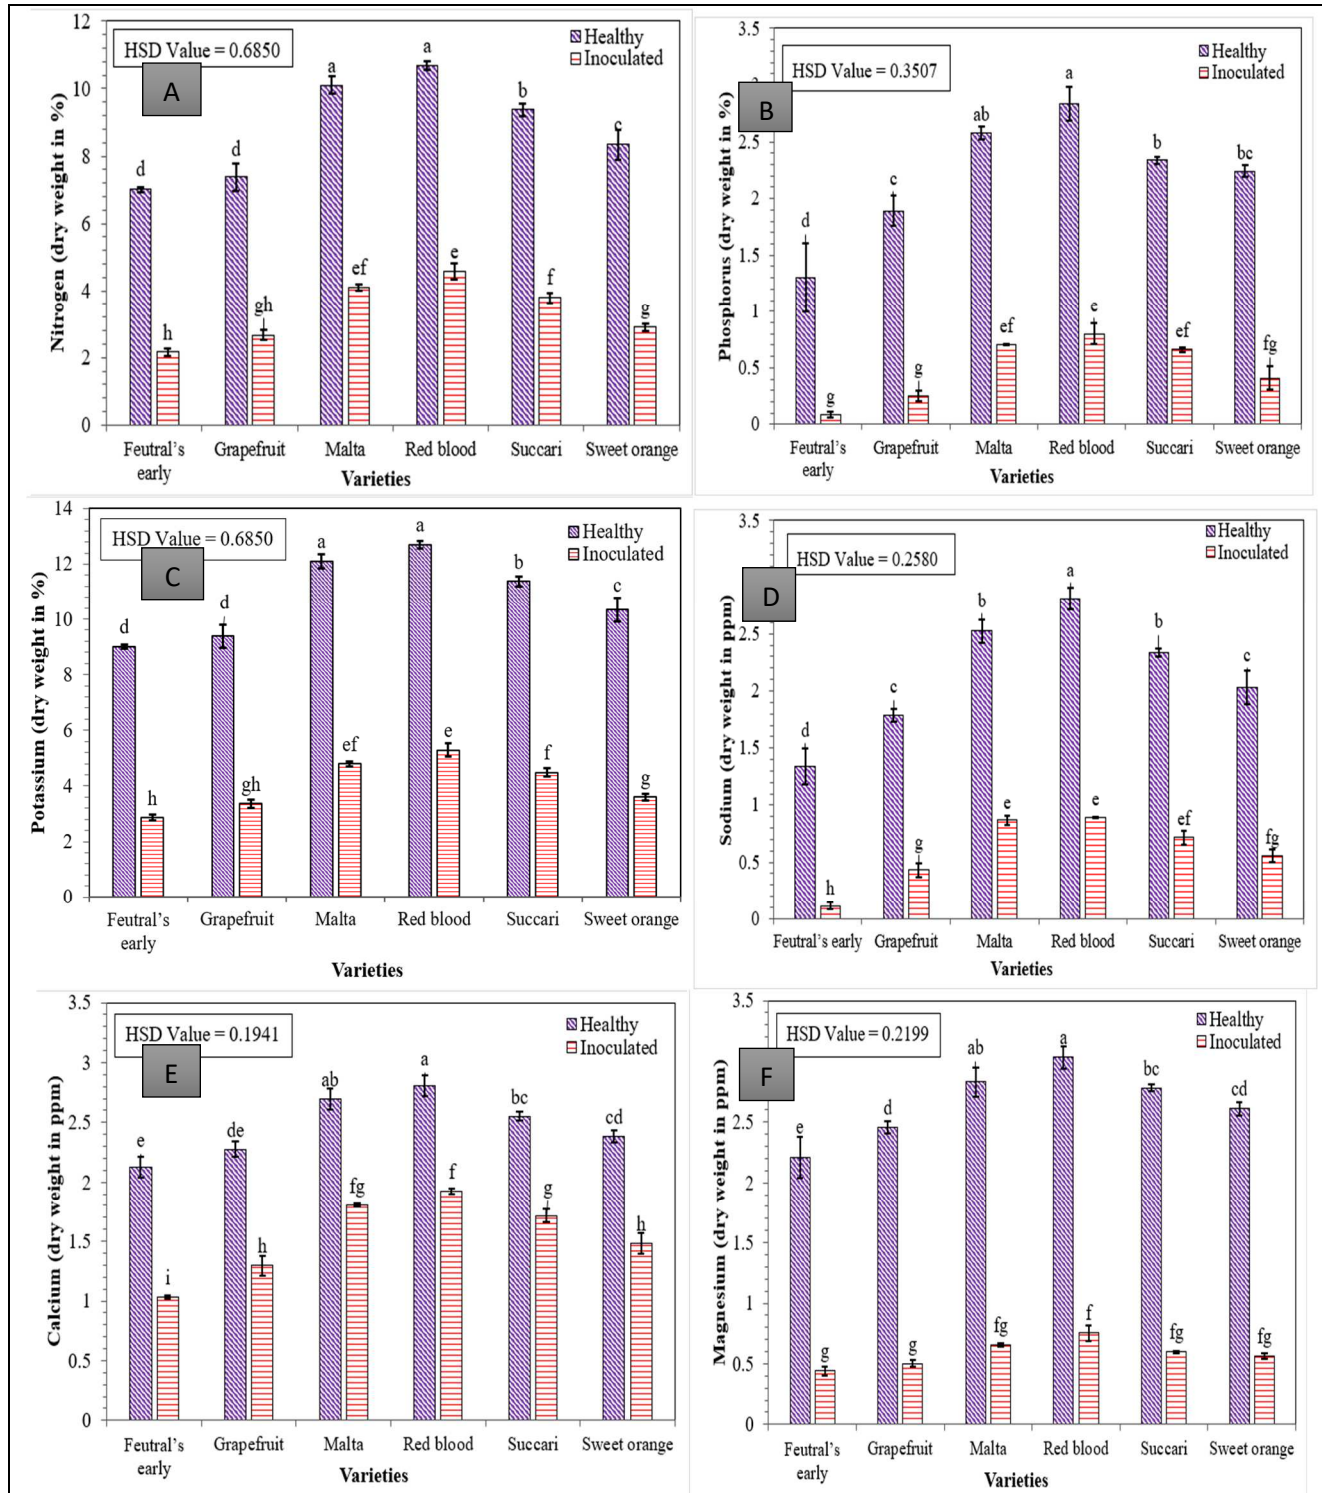 12
10
8
6
4
2
0
Nitrogen (dry weight in %)
HSD Value = 0.6850
A
Healthy
Inoculated
d
h
d
gh
a
ef
a
e
b
f
c
g
Feutral's early
Grapefruit
Malta
Red blood
Succari
Sweet orange
Varieties
3.5
2.5
2
1.5
1
0.5
0
Phosphorus (dry weight in %)
HSD Value = 0.3507
B
Healthy
Inoculated
d
g
c
g
ab
ef
a
e
b
ef
bc
fg
Feutral's early
Grapefruit
Malta
Red blood
Succari
Sweet orange
Varieties
14
12
10
8
6
4
2
0
Potassium (dry weight in %)
HSD Value = 0.6850
C
Healthy
Inoculated
d
h
d
gh
a
ef
a
e
b
f
c
g
Feutral's early
Grapefruit
Malta
Red blood
Succari
Sweet orange
Varieties
3.5
2.5
2
1.5
1
0.5
0
Sodium (dry weight in ppm)
HSD Value = 0.2580
D
Healthy
Inoculated
d
h
c
g
b
e
a
e
b
ef
c
fg
Feutral's early
Grapefruit
Malta
Red blood
Succari
Sweet orange
Varieties
3.5
3
2.5
2
1.5
1
0.5
0
Calcium (dry weight in ppm)
HSD Value = 0.1941
E
Healthy
Inoculated
e
i
de
h
ab
fg
a
f
bc
g
cd
h
Feutral's early
Grapefruit
Malta
Red blood
Succari
Sweet orange
Varieties
3.5
2.5
2
1.5
1
0.5
0
Magnesium (dry weight in ppm)
HSD Value = 0.2199
F
Healthy
Inoculated
e
g
d
g
ab
fg
a
f
bc
fg
cd
fg
Feutral's early
Grapefruit
Malta
Red blood
Succari
Sweet orange
Varieties